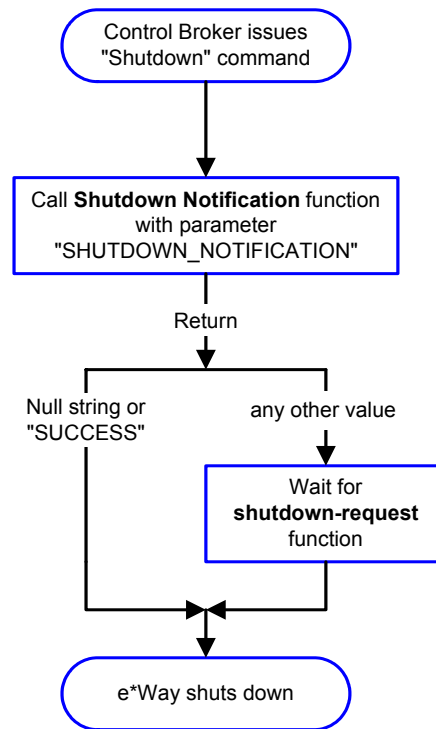 Control Broker issues
"Shutdown" command
Call Shutdown Notification function
with parameter
"SHUTDOWN_NOTIFICATION"
Return
Null string or
"SUCCESS"
any other value
Wait for
shutdown-request
function
e*Way shuts down